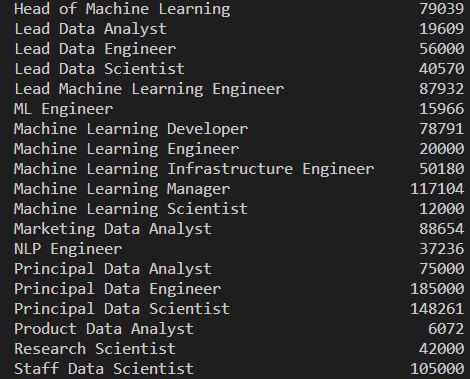 Head of Machine Learning 79039
Lead Data Analyst 19609
Lead Data Engineer 56000
Lead Data Scientist 40570
Lead Machine Learning Engineer 87932
ML Engineer 15966
Machine Learning Developer 78791
Machine Learning Engineer 20000
Machine Learning Infrastructure Engineer 50180
Machine Learning Manager 117104
Machine Learning Scientist 12000
Marketing Data Analyst 88654
NLP Engineer 37236
Principal Data Analyst 75000
Principal Data Engineer 185000
Principal Data Scientist 148261
Product Data Analyst 6072
Research Scientist 42000
Staff Data Scientist 105000